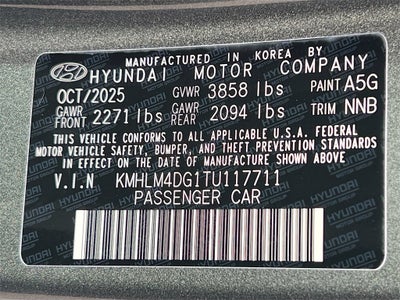 MANUFACTURED IN KOREA BY
HYUNDAI MOTOR COMPANY
OCT/2025 GVWR 3858 lbs PAINT A5G
GAWR FRONT 2271 lbs GAWR REAR 2094 lbs TRIM NNB
THIS VEHICLE CONFORMS TO ALL APPLICABLE U.S.A. FEDERAL
MOTOR VEHICLE SAFETY, BUMPER, AND THEFT PREVENTION STANDARDS
IN EFFECT ON THE DATE OF MANUFACTURE SHOWN ABOVE.
V.I.N KMHLM4DG1TU117711
PASSENGER CAR